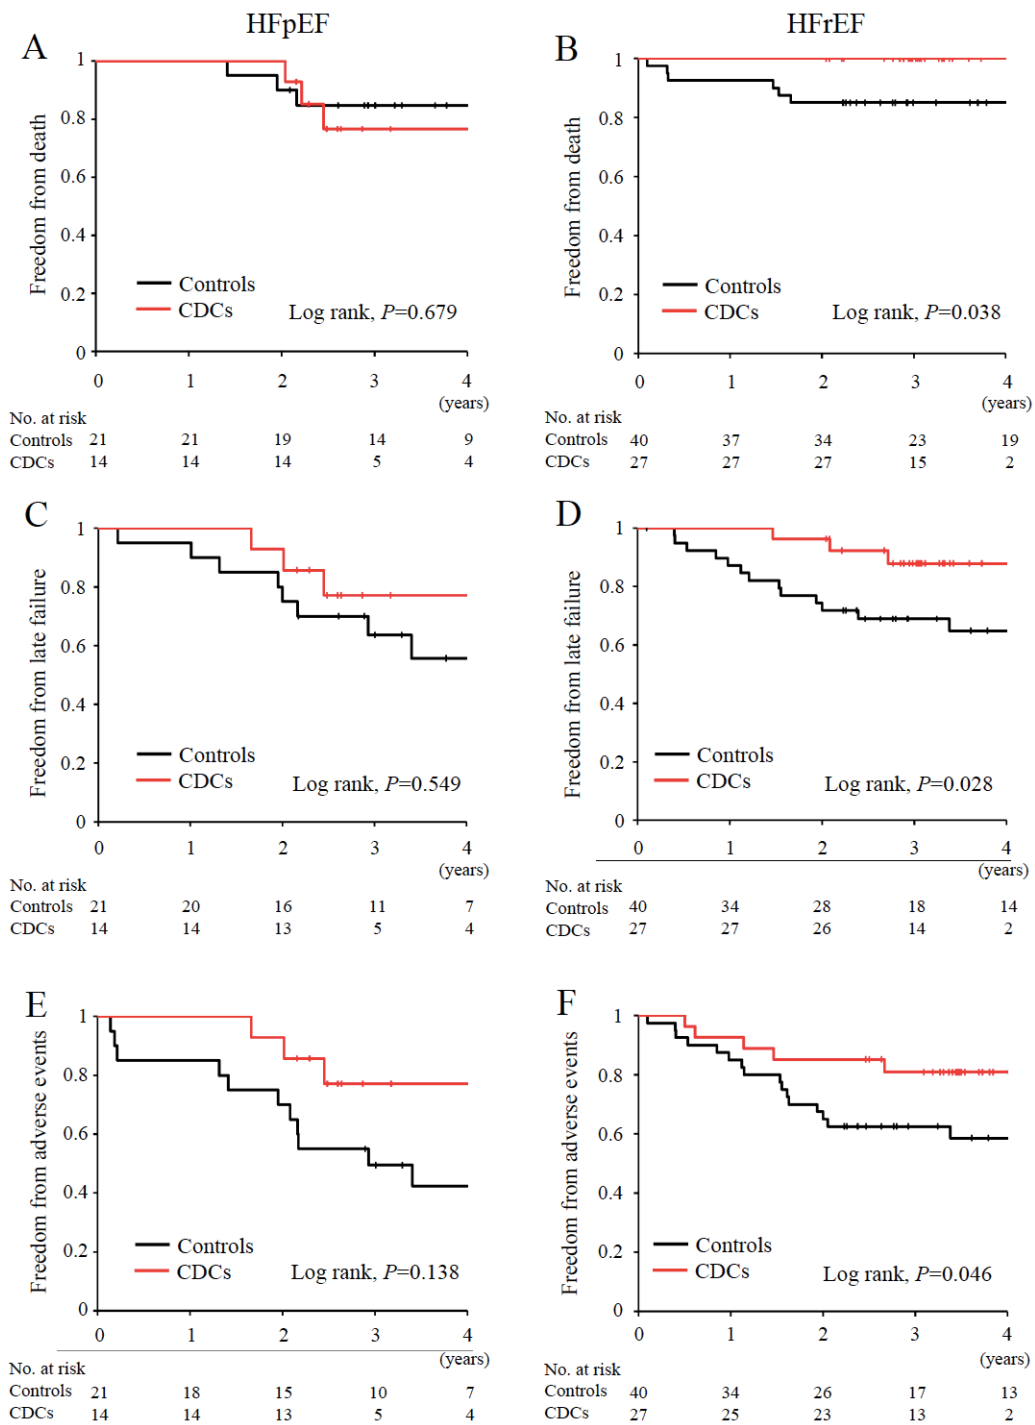 HFpEF
HFrEF
A
Freedom from death
1
0.8
0.6
0.4
0.2
0
Controls
CDCs
Log rank, P=0.679
0 1 2 3 4
(years)
No. at risk
Controls 21 21 19 14 9
CDCs 14 14 14 5 4
B
Freedom from death
1
0.8
0.6
0.4
0.2
0
Controls
CDCs
Log rank, P=0.038
0 1 2 3 4
(years)
No. at risk
Controls 40 37 34 23 19
CDCs 27 27 27 15 2
C
Freedom from late failure
1
0.8
0.6
0.4
0.2
0
Controls
CDCs
Log rank, P=0.549
0 1 2 3 4
(years)
No. at risk
Controls 21 20 16 11 7
CDCs 14 14 13 5 4
D
Freedom from late failure
1
0.8
0.6
0.4
0.2
0
Controls
CDCs
Log rank, P=0.028
0 1 2 3 4
(years)
No. at risk
Controls 40 34 28 18 14
CDCs 27 27 26 14 2
E
Freedom from adverse events
1
0.8
0.6
0.4
0.2
0
Controls
CDCs
Log rank, P=0.138
0 1 2 3 4
(years)
No. at risk
Controls 21 18 15 10 7
CDCs 14 14 13 5 4
F
Freedom from adverse events
1
0.8
0.6
0.4
0.2
0
Controls
CDCs
Log rank, P=0.046
0 1 2 3 4
(years)
No. at risk
Controls 40 34 26 17 13
CDCs 27 25 23 13 2